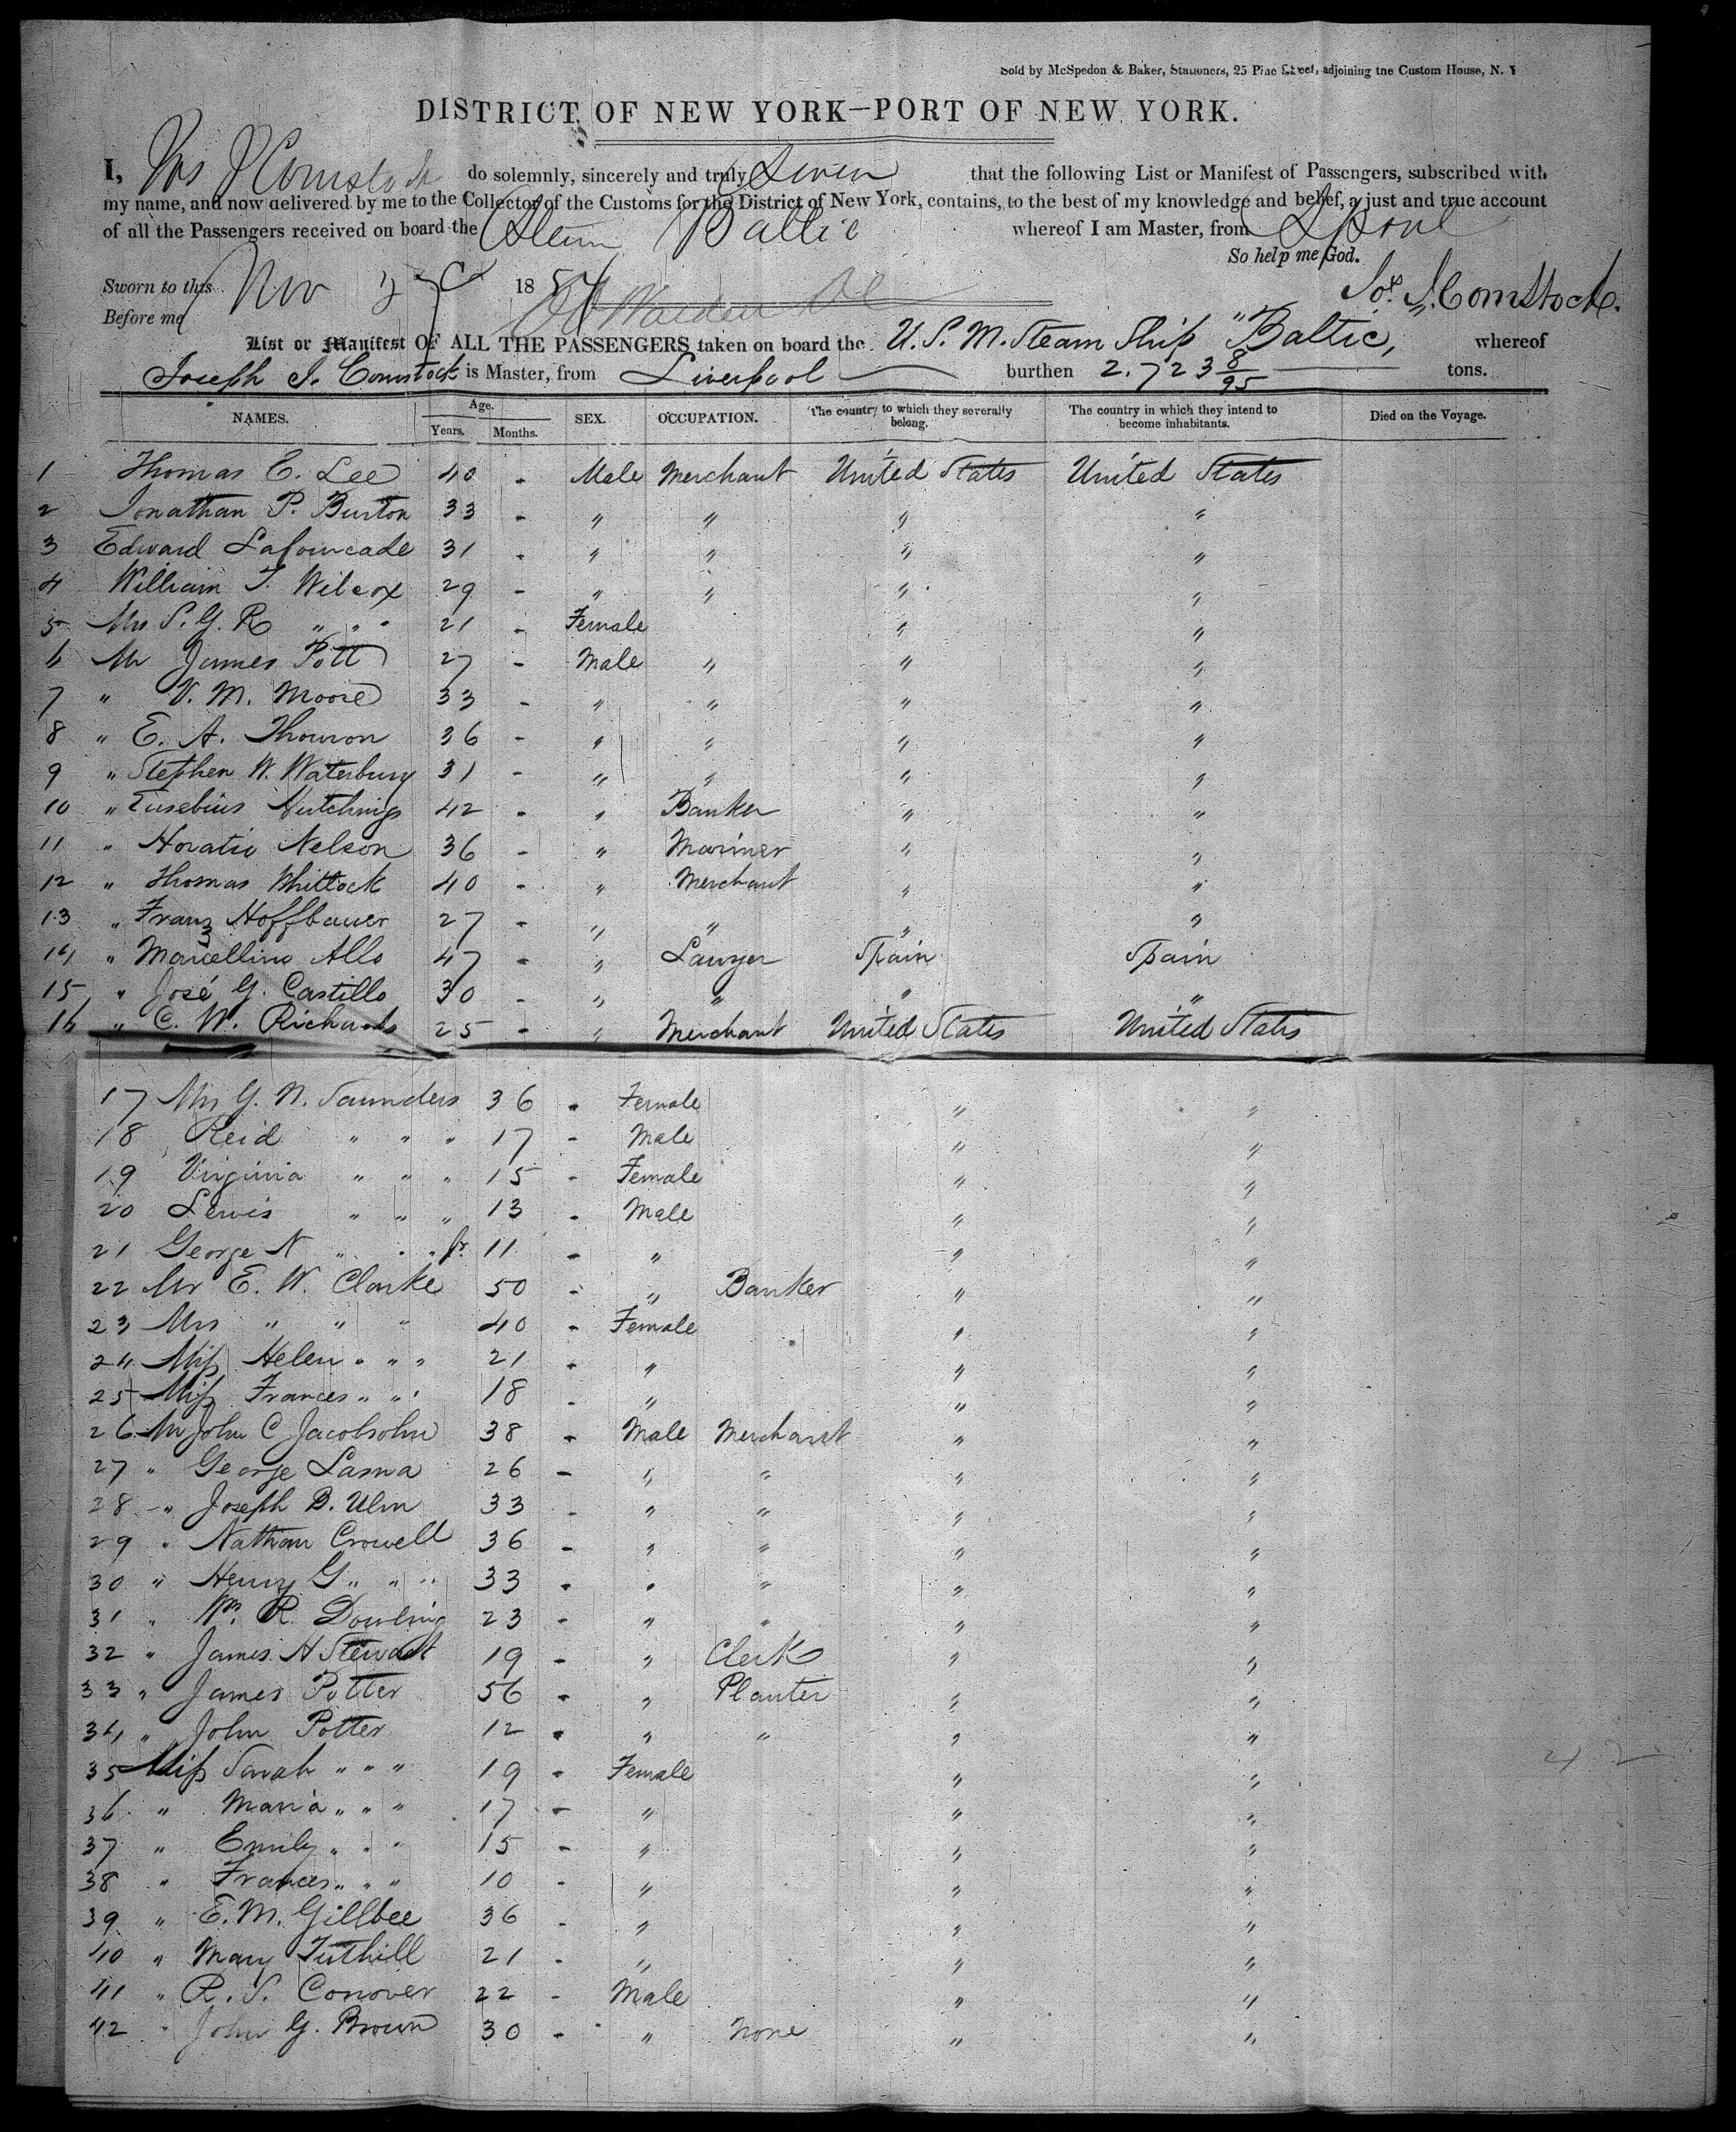 Sold by McSpedon & Baker, Stationers, 25 Pine Street, adjoining the Custom House, N. Y
DISTRICT OF NEW YORK—PORT OF NEW YORK.
I, Jos J Comstock do solemnly, sincerely and truly Swear that the following List or Manifest of Passengers, subscribed with
my name, and now delivered by me to the Collector of the Customs for the District of New York, contains, to the best of my knowledge and belief, a just and true account
of all the Passengers received on board the Steam Baltic whereof I am Master, from Lpool
So help me God.
Sworn to this Nov 1854 Jos. J. Comstock.
Before me
List or Manifest OF ALL THE PASSENGERS taken on board the U. S. M. Steam Ship "Baltic, whereof
Joseph J. Comstock is Master, from Liverpool burthen 2.723 8/95 tons.
NAMES. Age. Years. Months. SEX. OCCUPATION. The country to which they severally belong. The country in which they intend to become inhabitants. Died on the Voyage.
1 Thomas E. Lee 40 - Male Merchant United States United States
2 Jonathan P. Burton 33 - " " " "
3 Edward Lafourcade 31 - " " " "
4 William T. Wilcox 29 - " " " "
5 Mrs S. G. R " " " 21 - Female " "
6 Mr James Pott 27 - Male " " "
7 " V. M. Moore 33 - " " " "
8 " E. A. Thouron 36 - " " " "
9 " Stephen W. Waterbury 31 - " " " "
10 " Eusebius Hutchings 42 - " Banker " "
11 " Horatio Nelson 36 - " Mariner " "
12 " Thomas Whittock 40 - " Merchant " "
13 " Franz Hoffbauer 27 - " " " "
14 " Marcellino Allo 47 - " Lawyer Spain Spain
15 " José G. Castillo 30 - " " " "
16 " C. W. Richards 25 - " Merchant United States United States
17 Mrs G. N. Saunders 36 - Female " "
18 Reid " " " 17 - Male " "
19 Virginia " " " 15 - Female " "
20 Lewis " " " 13 - Male " "
21 George N " " " Jr. 11 - " " "
22 Mr E. W. Clarke 50 - " Banker " "
23 Mrs " " " 40 - Female " "
24 Miss Helen " " " 21 - " " "
25 Miss Frances " " " 18 - " " "
26 Mr John C Jacobsohn 38 - Male Merchant " "
27 " George Lasna 26 - " " " "
28 " Joseph B. Ulm 33 - " " " "
29 " Nathan Crowell 36 - " " " "
30 " Henry G " " " 33 - " " " "
31 " Wm. R. Dowling 23 - " " " "
32 " James H Stewart 19 - " Clerk " "
33 " James Potter 56 - " Planter " "
34 " John Potter 12 - " " " "
35 Miss Sarah " " " 19 - Female " "
36 " Maria " " " 17 - " " "
37 " Emily " " " 15 - " " "
38 " Frances " " " 10 - " " "
39 " E. M. Gillbee 36 - " " "
40 " Mary Tuthill 21 - " " "
41 " R. S. Conover 22 - Male " "
42 " John G. Brown 30 - " None " "
42